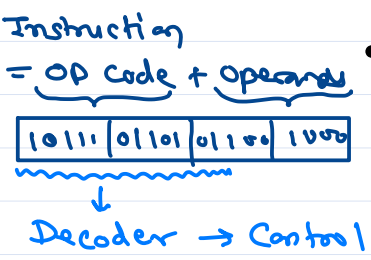 Instruction
= OP Code + Operands
10111 01101 01100 1000
Decoder → Control